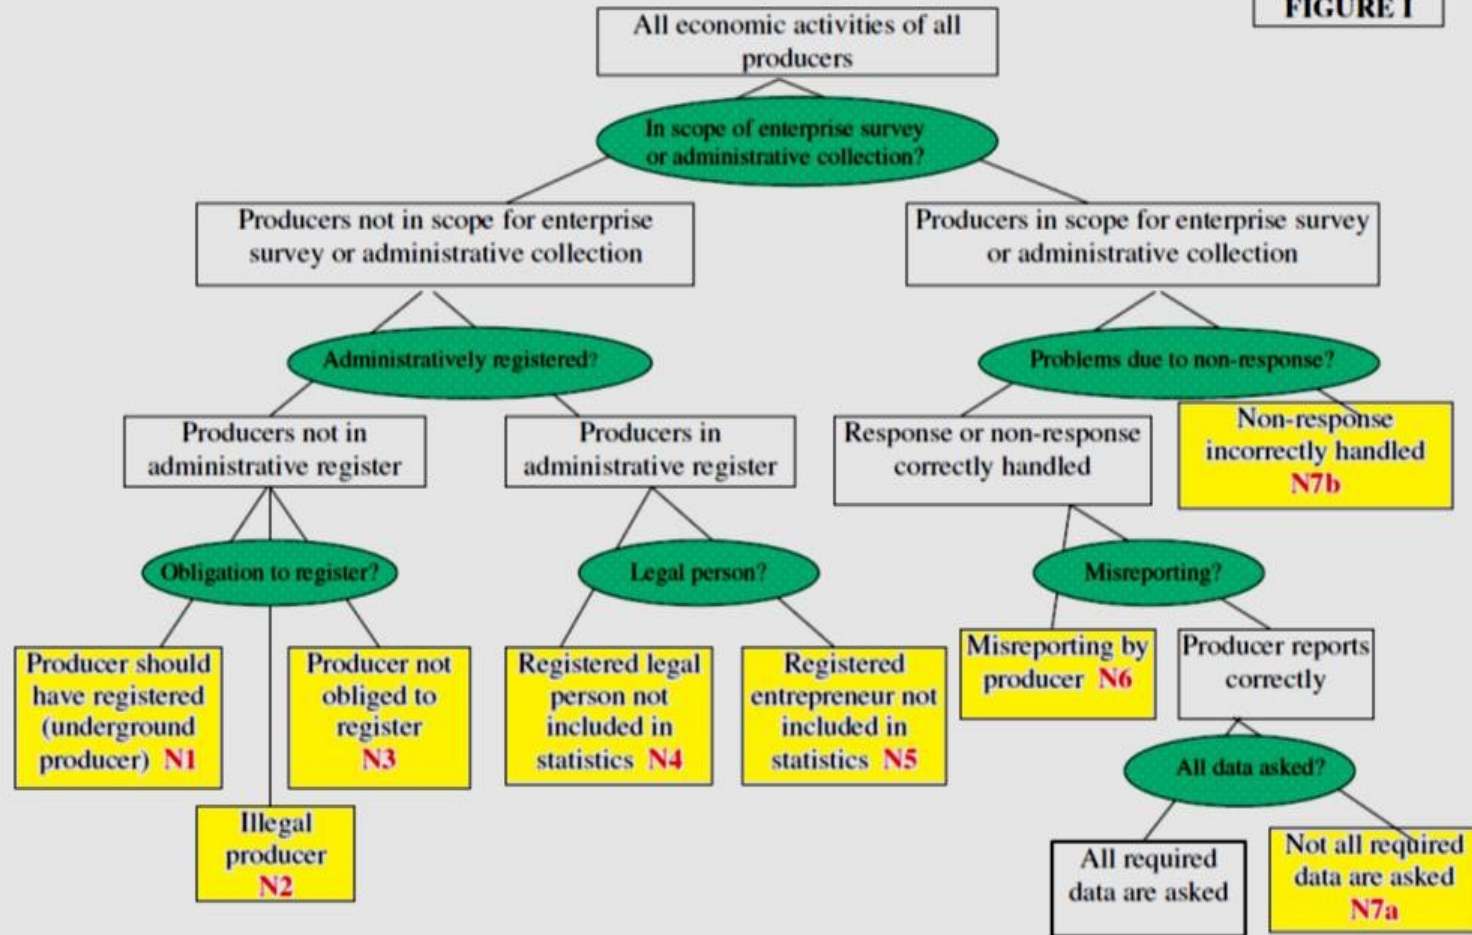 FIGURE 1
All economic activities of all
producers
In scope of enterprise survey
or administrative collection?
Producers not in scope for enterprise
survey or administrative collection
Producers in scope for enterprise survey
or administrative collection
Administratively registered?
Problems due to non-response?
Producers not in
administrative register
Producers in
administrative register
Response or non-response
correctly handled
Non-response
incorrectly handled
N7b
Obligation to register?
Legal person?
Misreporting?
Producer should
have registered
(underground
producer) N1
Producer not
obliged to
register
N3
Registered legal
person not
included in
statistics N4
Registered
entrepreneur not
included in
statistics N5
Misreporting by
producer N6
Producer reports
correctly
All data asked?
Illegal
producer
N2
All required
data are asked
Not all required
data are asked
N7a